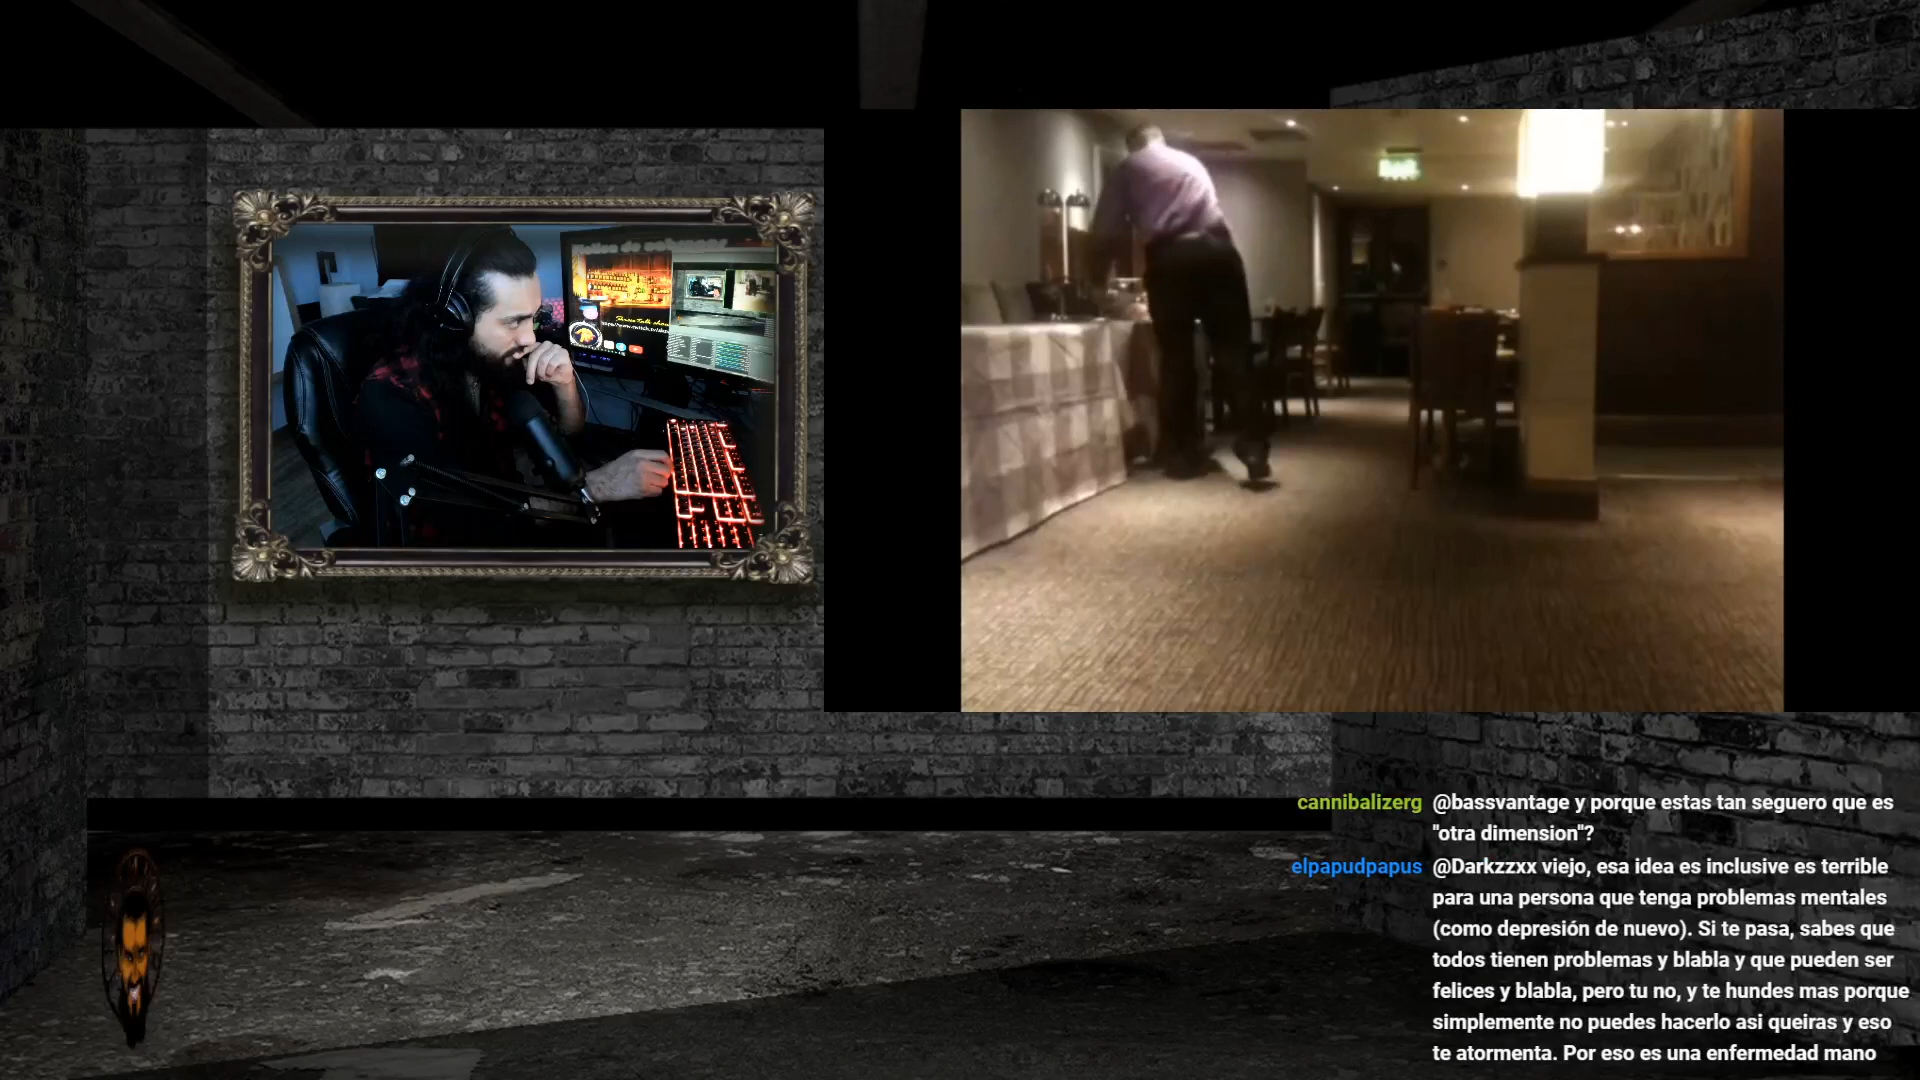 cannibalizerg @bassvantage y porque estas tan seguero que es
"otra dimension"?
elpapudpapus @Darkzzxx viejo, esa idea es inclusive es terrible
para una persona que tenga problemas mentales
(como depresión de nuevo). Si te pasa, sabes que
todos tienen problemas y blabla y que pueden ser
felices y blabla, pero tu no, y te hundes mas porque
simplemente no puedes hacerlo asi queiras y eso
te atormenta. Por eso es una enfermedad mano